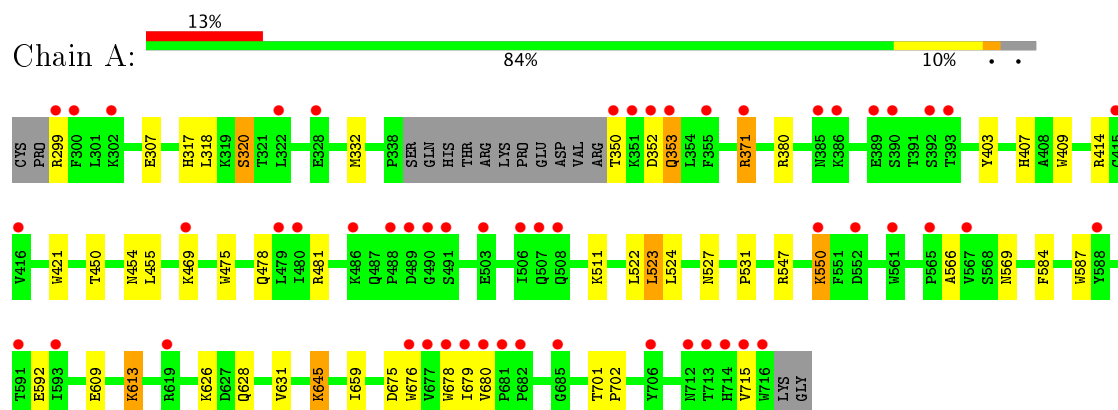 13%
Chain A:
84%
10%
•
•
CYS PRO R299 F300 L301 K302 E307 H317 L318 K319 S320 T321 L322 E328 M332 P338 SER GLN HIS THR ARG LYS PRO GLU ASP VAL ARG T350 K351 D352 Q353 L354 F355 R371 R380 N385 K386 E389 S390 T391 S392 T393 Y403 H407 A408 W409 R414 G415
V416 W421 T450 N454 L455 K469 W475 Q478 L479 I480 R481 K486 Q487 P488 D489 G490 S491 E503 I506 Q507 Q508 K511 L522 L523 L524 N527 P531 R547 K550 F551 D552 W561 P565 A566 V567 S568 N569 F584 W587 Y588
T591 E592 I593 E609 K613 R619 K626 D627 Q628 V631 K645 I659 D675 W676 V677 W678 I679 V680 P681 P682 G685 T701 P702 Y706 N712 T713 H714 V715 W716 LYS GLY